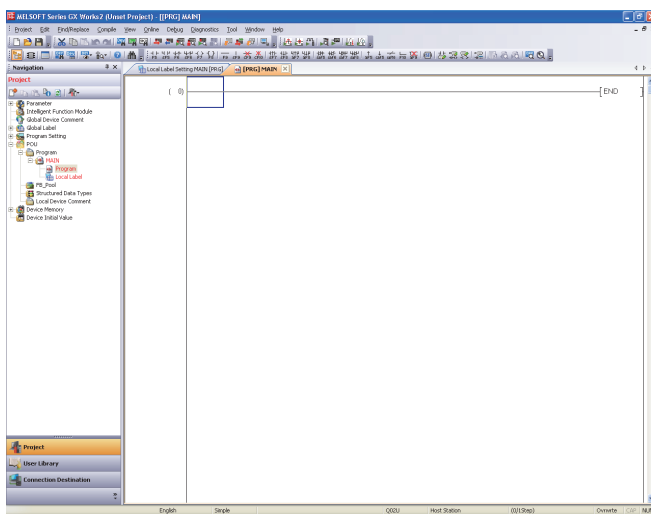 MELSOFT Series GX Works2 (Unset Project) - [[PRG] MAIN]
Project Edit Find/Replace Compile View Online Debug Diagnostics Tool Window Help
Navigation
Local Label Setting MAIN [PRG] [PRG] MAIN
Project
( 0) END
Parameter
Intelligent Function Module
Global Device Comment
Global Label
Program Setting
POU
Program
MAIN
Program
Local Label
FB_Pool
Structured Data Types
Local Device Comment
Device Memory
Device Initial Value
Project
User Library
Connection Destination
English Simple Q02U Host Station (0/1Step) Ovrwrte CAP NUM